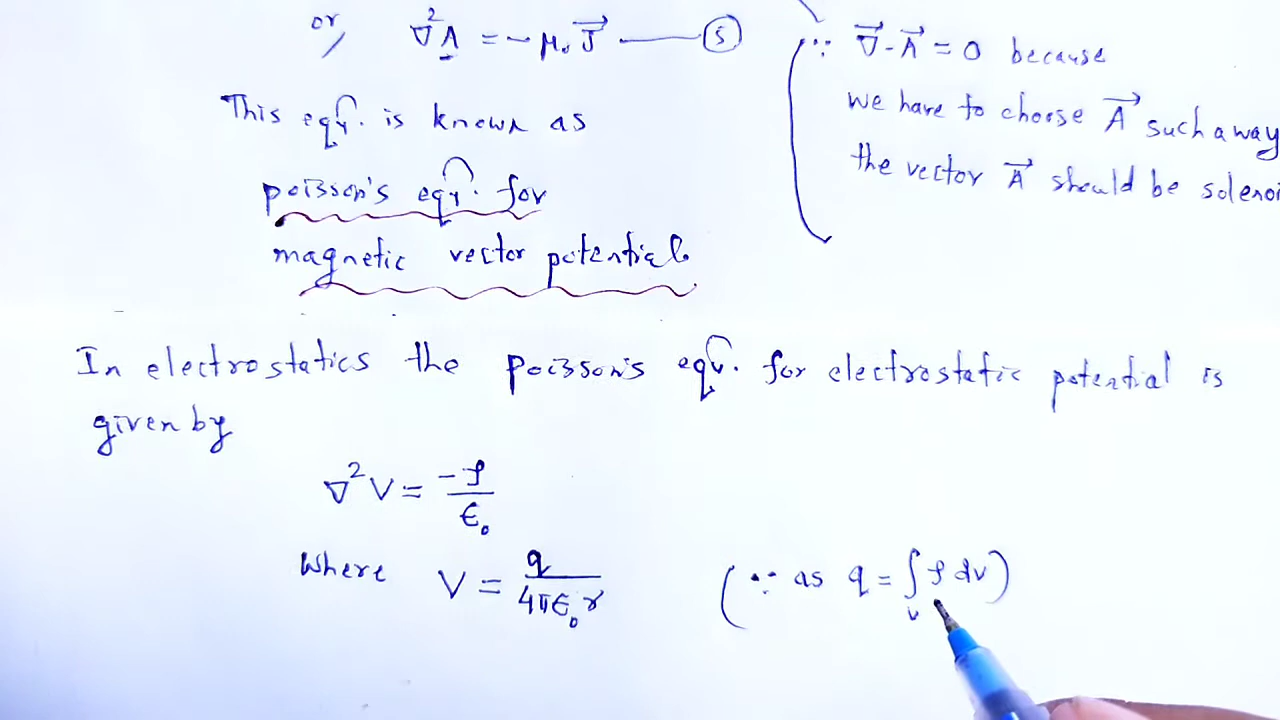 or, ∇²A = -μ₀J⃗ —— (5)
∵ ∇⃗·A⃗ = 0 because
we have to choose A⃗ such a way
the vector A⃗ should be solenoi
This eqn. is known as
poisson's eqn. for
magnetic vector potential.
In electrostatics the poisson's eqn. for electrostatic potential is
given by
∇²V = -ρ/ϵ₀
Where V = q/4πϵ₀r (∵ as q = ∫ᵥ ρ dv)